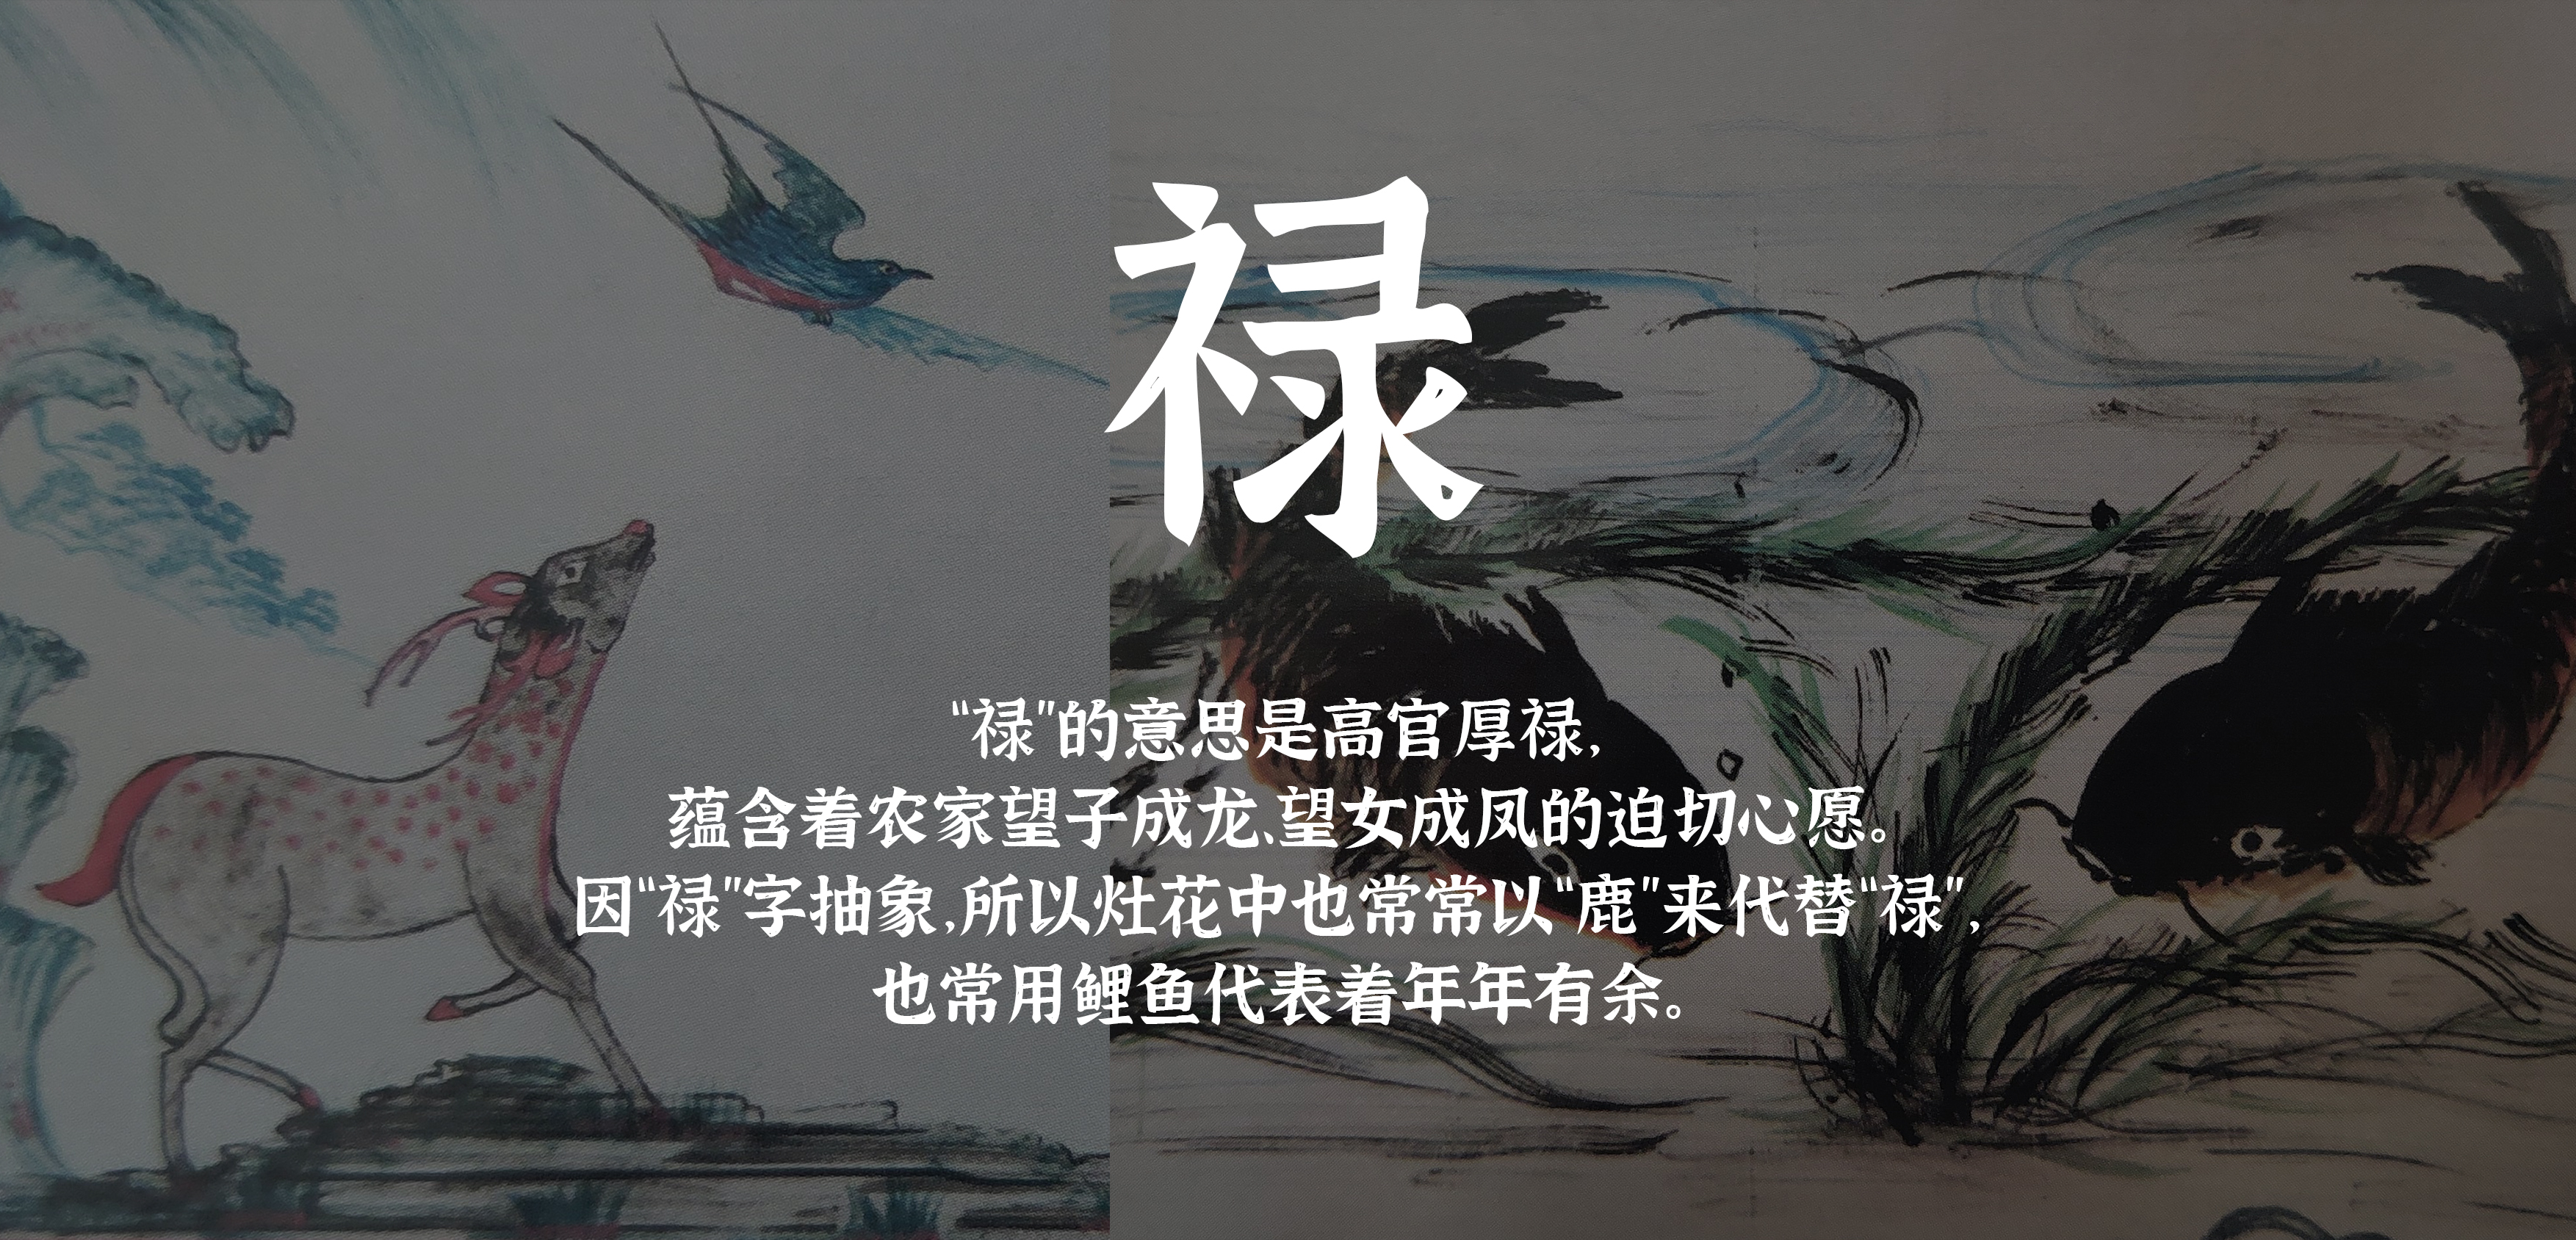 禄
“禄”的意思是高官厚禄,
蕴含着农家望子成龙、望女成凤的迫切心愿。
因“禄”字抽象,所以灶花中也常常以“鹿”来代替“禄”,
也常用鲤鱼代表着年年有余。